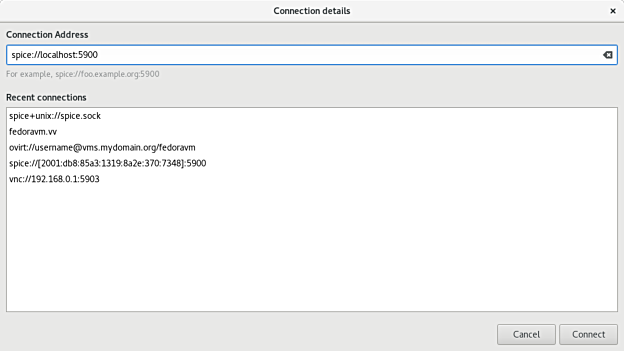 Connection details
Connection Address
spice://localhost:5900
For example, spice://foo.example.org:5900
Recent connections
spice+unix://spice.sock
fedoravm.vv
ovirt://username@vms.mydomain.org/fedoravm
spice://[2001:db8:85a3:1319:8a2e:370:7348]:5900
vnc://192.168.0.1:5903
Cancel Connect